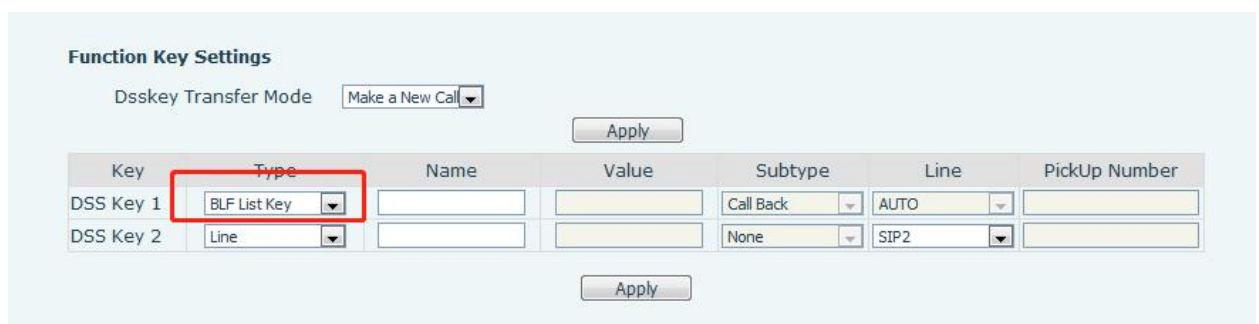 Function Key Settings
Dsskey Transfer Mode Make a New Call
Apply
Key Type Name Value Subtype Line PickUp Number
DSS Key 1 BLF List Key Call Back AUTO
DSS Key 2 Line None SIP2
Apply